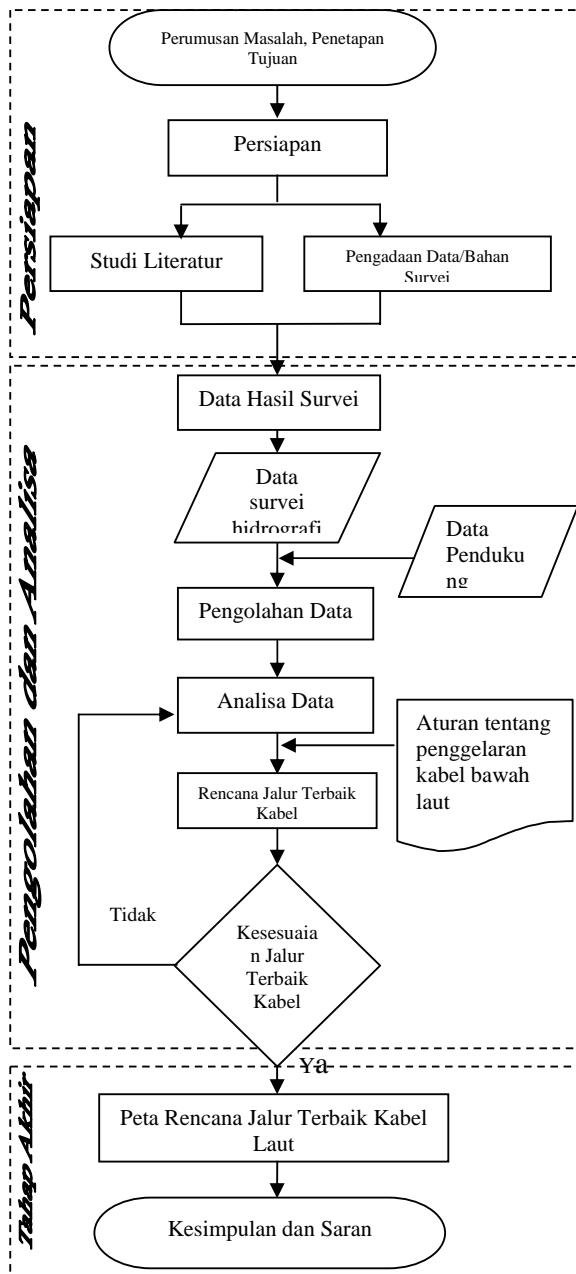 Perumusan Masalah, Penetapan
Tujuan
Persiapan
Persiapan
Studi Literatur
Pengadaan Data/Bahan
Survei
Pengolahan dan Analisa
Data Hasil Survei
Data
survei
hidrografi
Data
Penduku
ng
Pengolahan Data
Analisa Data
Aturan tentang
penggelaran
kabel bawah
laut
Rencana Jalur Terbaik
Kabel
Tidak
Kesesuaia
n Jalur
Terbaik
Kabel
Ya
Tahap Akhir
Peta Rencana Jalur Terbaik Kabel
Laut
Kesimpulan dan Saran